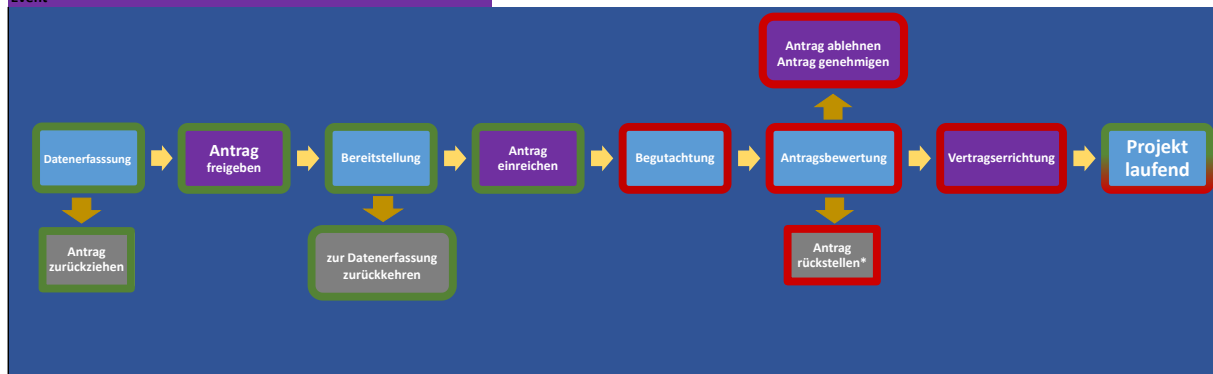 Event
Antrag ablehnen
Antrag genehmigen
Datenerfasssung
Antrag
freigeben
Bereitstellung
Antrag
einreichen
Begutachtung
Antragsbewertung
Vertragserrichtung
Projekt
laufend
Antrag
zurückziehen
zur Datenerfassung
zurückkehren
Antrag
rückstellen*